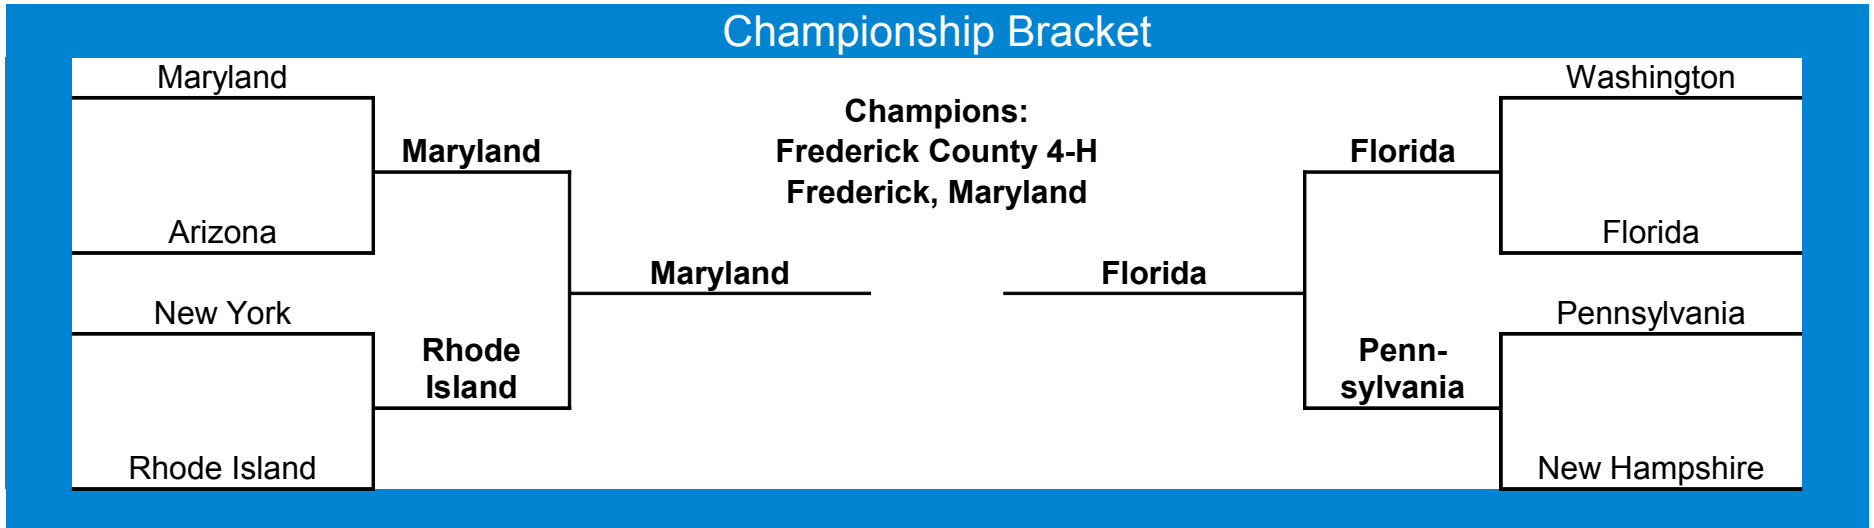 Championship Bracket
Maryland
Washington
Champions:
Frederick County 4-H
Frederick, Maryland
Maryland
Florida
Arizona
Florida
Maryland
Florida
New York
Pennsylvania
Rhode
Island
Penn-
sylvania
Rhode Island
New Hampshire